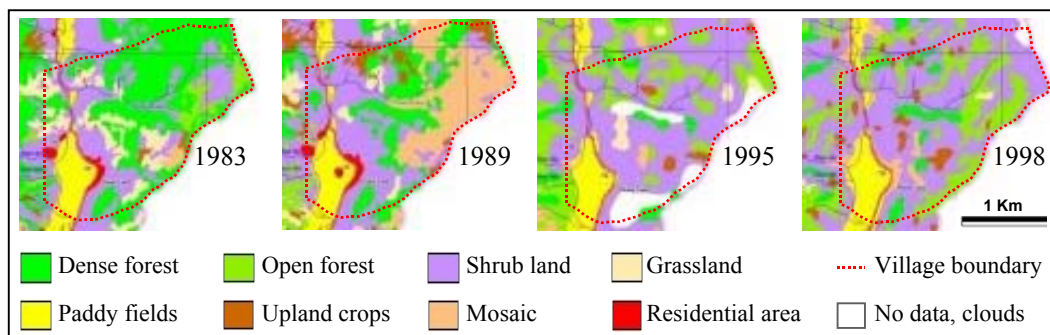 1983
1989
1995
1998
1 Km
Dense forest
Open forest
Shrub land
Grassland
Village boundary
Paddy fields
Upland crops
Mosaic
Residential area
No data, clouds